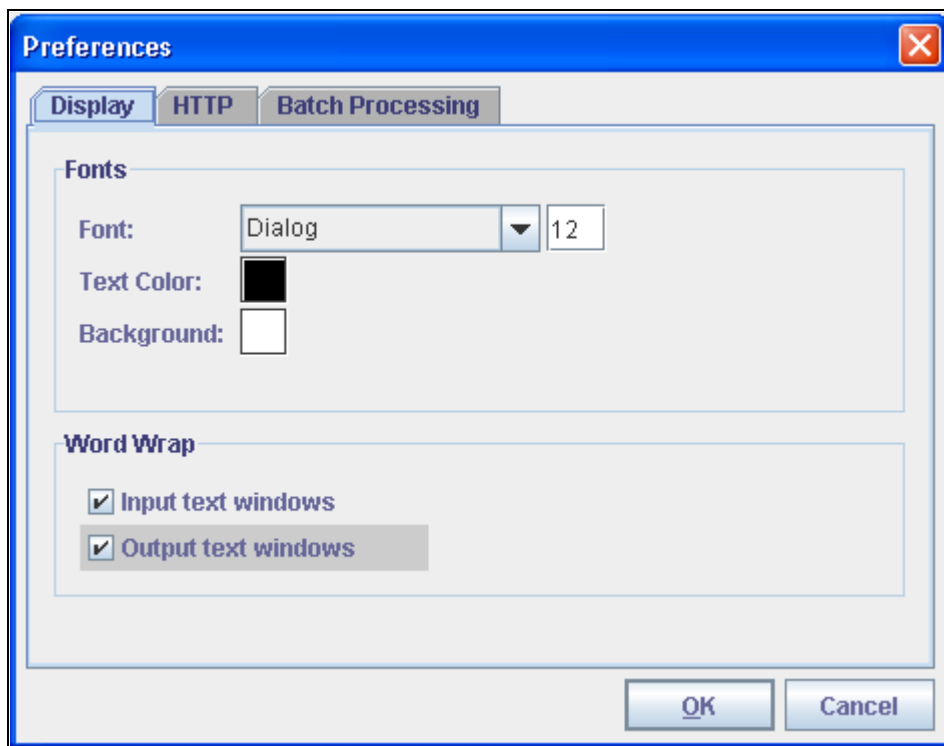 Preferences
Display HTTP Batch Processing
Fonts
Font: Dialog 12
Text Color:
Background:
Word Wrap
Input text windows
Output text windows
OK Cancel